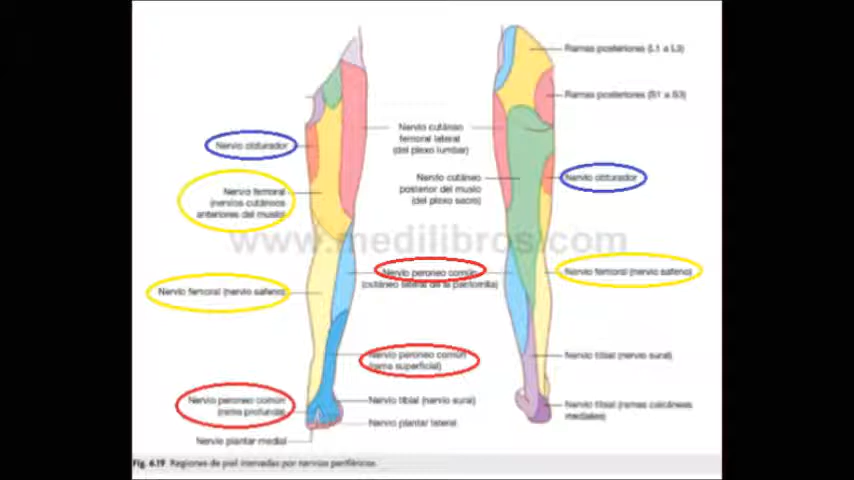 Ramas posteriores (L1 a L3)
Ramas posteriores (S1 a S3)
Nervio cutáneo
femoral lateral
(del plexo lumbar)
Nervio obturador
Nervio cutáneo
posterior del muslo
(del plexo sacro)
Nervio obturador
Nervio femoral
(nervios cutáneos
anteriores del muslo)
www.medilibros.com
Nervio peroneo común
(cutáneo lateral de la pantorrilla)
Nervio femoral (nervio safeno)
Nervio femoral (nervio safeno)
Nervio peroneo común
(rama superficial)
Nervio tibial (nervio sural)
Nervio peroneo común
(rama profunda)
Nervio tibial (nervio sural)
Nervio tibial (ramas calcáneas
mediales)
Nervio plantar lateral
Nervio plantar medial
Fig. 6.19 Regiones de piel inervadas por nervios periféricos.